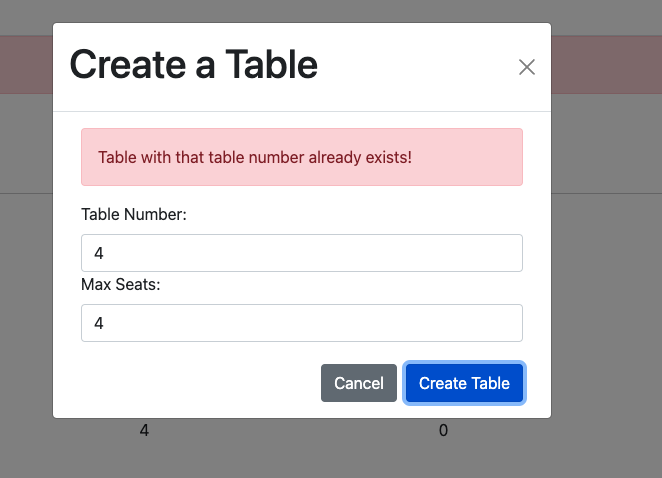 Create a Table
Table with that table number already exists!
Table Number:
4
Max Seats:
4
Cancel Create Table
4 0